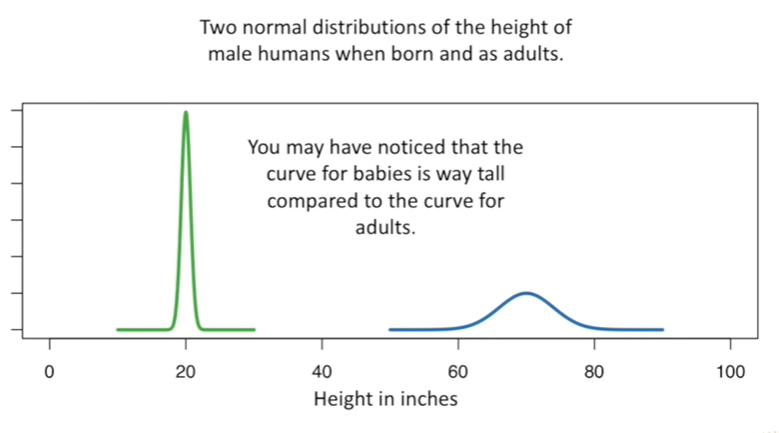 Two normal distributions of the height of
male humans when born and as adults.
You may have noticed that the
curve for babies is way tall
compared to the curve for
adults.
0 20 40 60 80 100
Height in inches